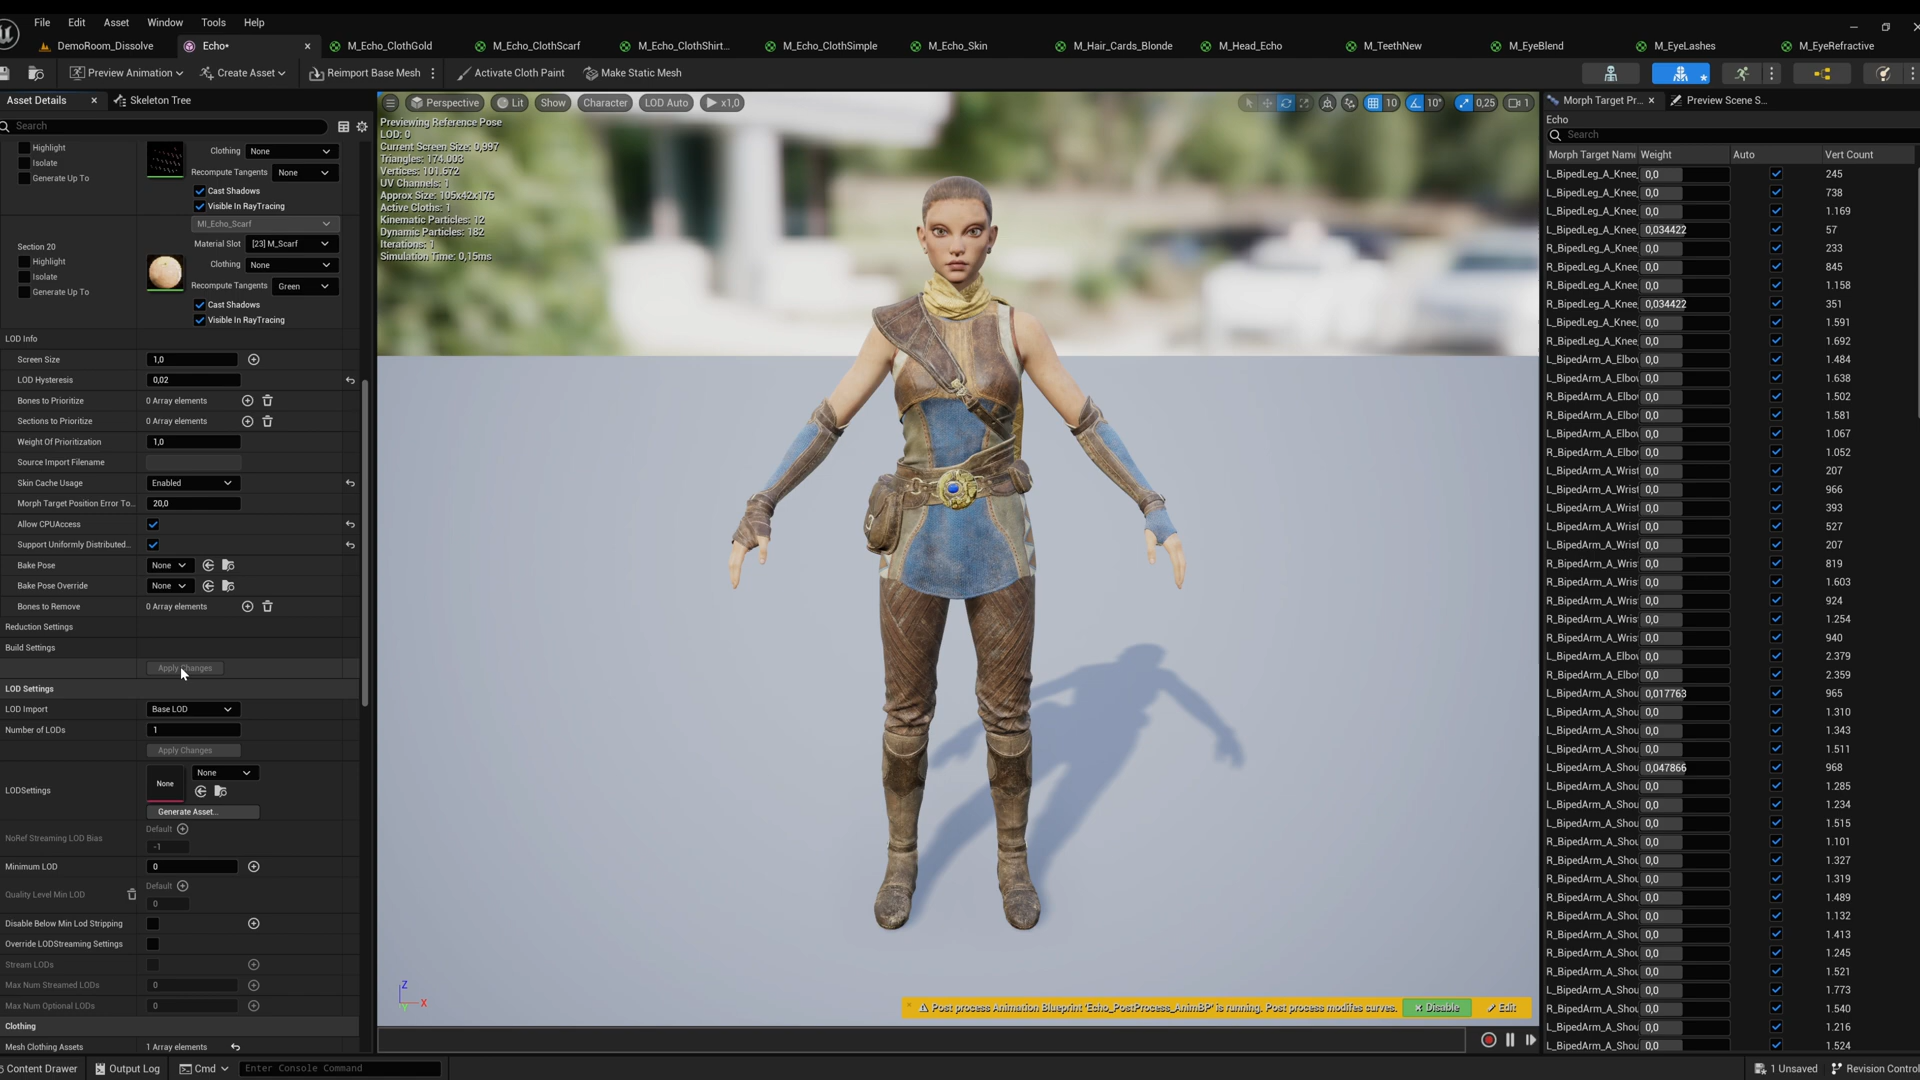 File Edit Asset Window Tools Help
DemoRoom_Dissolve Echo* M_Echo_ClothGold M_Echo_ClothScarf M_Echo_ClothShirt... M_Echo_ClothSimple M_Echo_Skin M_Hair_Cards_Blonde M_Head_Echo M_TeethNew M_EyeBlend M_EyeLashes M_EyeRefractive
Preview Animation Create Asset Reimport Base Mesh Activate Cloth Paint Make Static Mesh
Asset Details Skeleton Tree
Search
Highlight
Isolate
Generate Up To
Clothing None
Recompute Tangents None
Cast Shadows
Visible In RayTracing
MI_Echo_Scarf
Section 20
Highlight
Isolate
Generate Up To
Material Slot [23] M_Scarf
Clothing None
Recompute Tangents Green
Cast Shadows
Visible In RayTracing
LOD Info
Screen Size 1,0
LOD Hysteresis 0,02
Bones to Prioritize 0 Array elements
Sections to Prioritize 0 Array elements
Weight Of Prioritization 1,0
Source Import Filename
Skin Cache Usage Enabled
Morph Target Position Error To... 20,0
Allow CPUAccess
Support Uniformly Distributed...
Bake Pose None
Bake Pose Override None
Bones to Remove 0 Array elements
Reduction Settings
Build Settings
Apply Changes
LOD Settings
LOD Import Base LOD
Number of LODs 1
Apply Changes
LODSettings None None
Generate Asset...
NoRef Streaming LOD Bias Default
-1
Minimum LOD 0
Quality Level Min LOD Default
0
Disable Below Min Lod Stripping
Override LODStreaming Settings
Stream LODs
Max Num Streamed LODs 0
Max Num Optional LODs 0
Clothing
Mesh Clothing Assets 1 Array elements
Perspective Lit Show Character LOD Auto x1,0 10 10° 0,25 1
Previewing Reference Pose
LOD: 0
Current Screen Size: 0,997
Triangles: 174.003
Vertices: 101.672
UV Channels: 1
Approx Size: 105x42x175
Active Cloths: 1
Kinematic Particles: 12
Dynamic Particles: 182
Iterations: 1
Simulation Time: 0,15ms
Z
X
Y
Post process Animation Blueprint 'Echo_PostProcess_AnimBP' is running. Post process modifes curves. Disable Edit
Morph Target Pr... Preview Scene S...
Echo
Search
Morph Target Name Weight Auto Vert Count
L_BipedLeg_A_Knee_ 0,0 245
L_BipedLeg_A_Knee_ 0,0 738
L_BipedLeg_A_Knee_ 0,0 1.169
L_BipedLeg_A_Knee_ 0,034422 57
R_BipedLeg_A_Knee_ 0,0 233
R_BipedLeg_A_Knee_ 0,0 845
R_BipedLeg_A_Knee_ 0,0 1.158
R_BipedLeg_A_Knee_ 0,034422 351
L_BipedLeg_A_Knee_ 0,0 1.591
R_BipedLeg_A_Knee_ 0,0 1.692
L_BipedArm_A_Elbov 0,0 1.484
L_BipedArm_A_Elbov 0,0 1.638
R_BipedArm_A_Elbov 0,0 1.502
R_BipedArm_A_Elbov 0,0 1.581
L_BipedArm_A_Elbov 0,0 1.067
R_BipedArm_A_Elbov 0,0 1.052
L_BipedArm_A_Wrist 0,0 207
L_BipedArm_A_Wrist 0,0 966
L_BipedArm_A_Wrist 0,0 393
L_BipedArm_A_Wrist 0,0 527
L_BipedArm_A_Wrist 0,0 207
R_BipedArm_A_Wris 0,0 819
R_BipedArm_A_Wris 0,0 1.603
R_BipedArm_A_Wris 0,0 924
R_BipedArm_A_Wris 0,0 1.254
R_BipedArm_A_Wris 0,0 940
L_BipedArm_A_Elbov 0,0 2.379
R_BipedArm_A_Elbov 0,0 2.359
L_BipedArm_A_Shou 0,017763 965
L_BipedArm_A_Shou 0,0 1.310
L_BipedArm_A_Shou 0,0 1.343
L_BipedArm_A_Shou 0,0 1.511
L_BipedArm_A_Shou 0,047866 968
L_BipedArm_A_Shou 0,0 1.285
L_BipedArm_A_Shou 0,0 1.234
L_BipedArm_A_Shou 0,0 1.515
R_BipedArm_A_Shou 0,0 1.101
R_BipedArm_A_Shou 0,0 1.327
R_BipedArm_A_Shou 0,0 1.319
R_BipedArm_A_Shou 0,0 1.489
R_BipedArm_A_Shou 0,0 1.132
R_BipedArm_A_Shou 0,0 1.413
R_BipedArm_A_Shou 0,0 1.245
R_BipedArm_A_Shou 0,0 1.521
L_BipedArm_A_Shou 0,0 1.773
R_BipedArm_A_Shou 0,0 1.540
L_BipedArm_A_Shou 0,0 1.216
L_BipedArm_A_Shou 0,0 1.524
Content Drawer Output Log Cmd Enter Console Command 1 Unsaved Revision Control